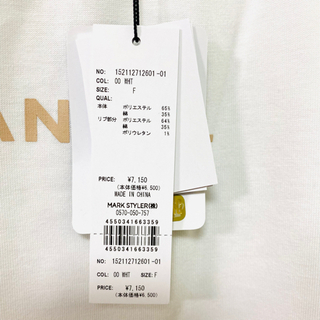 NO: 152112712601-01
COL: 00 WHT
SIZE: F
QUAL:
本体 ポリエステル 65%
綿 35%
リブ部分 ポリエステル 64%
綿 35%
ポリウレタン 1%
PRICE: ¥7,150
(本体価格¥6,500)
MADE IN CHINA
MARK STYLER(株)
0570-050-757
4550341663359
4550341663359
NO: 152112712601-01
COL: 00 WHT SIZE: F
PRICE: ¥7,150
(本体価格¥6,500)
AN